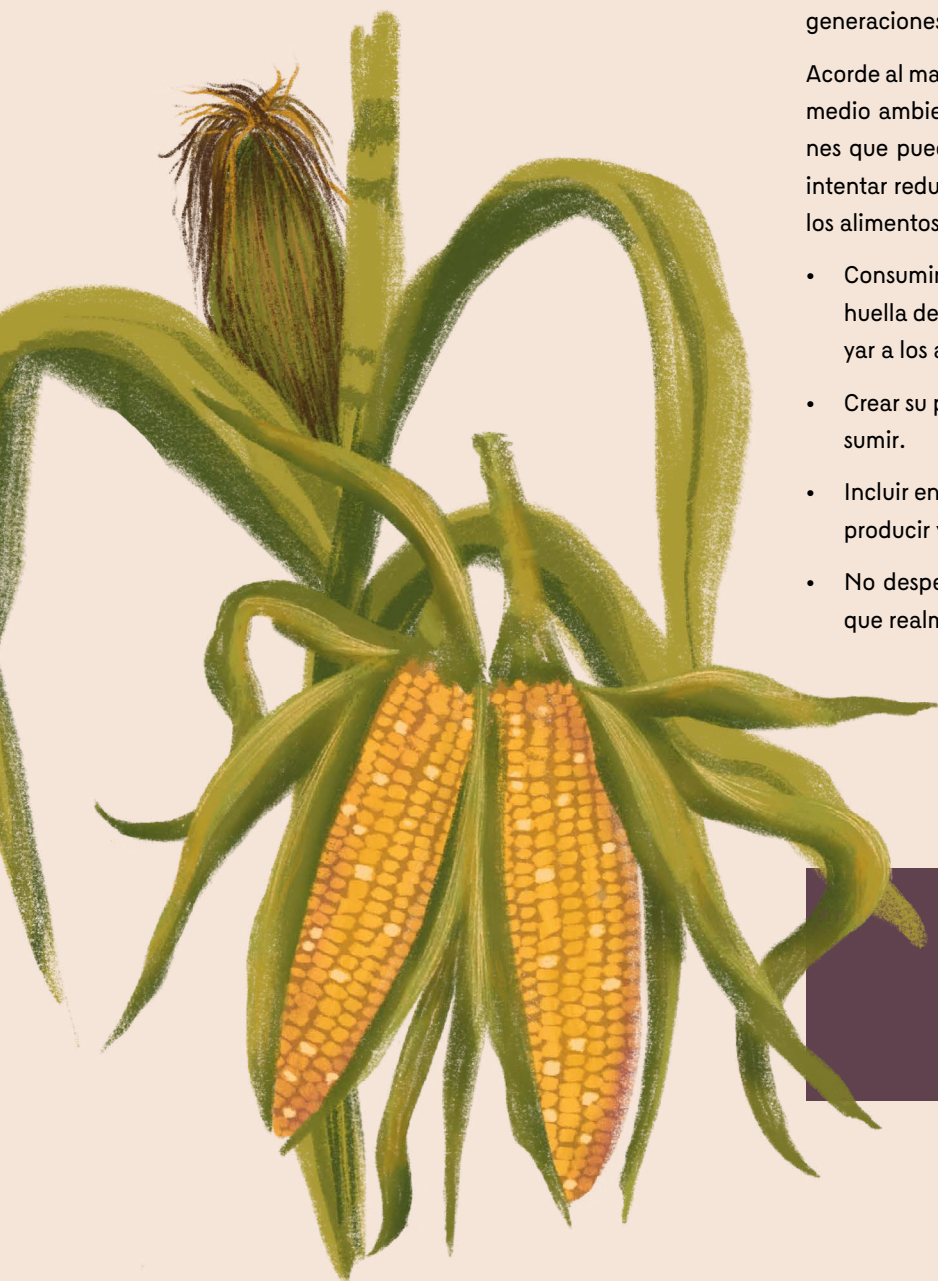 generaciones
Acorde al ma
medio ambie
nes que pue
intentar redu
los alimentos
• Consumir
huella de
yar a los a
• Crear su p
sumir.
• Incluir en
producir
• No despe
que realm